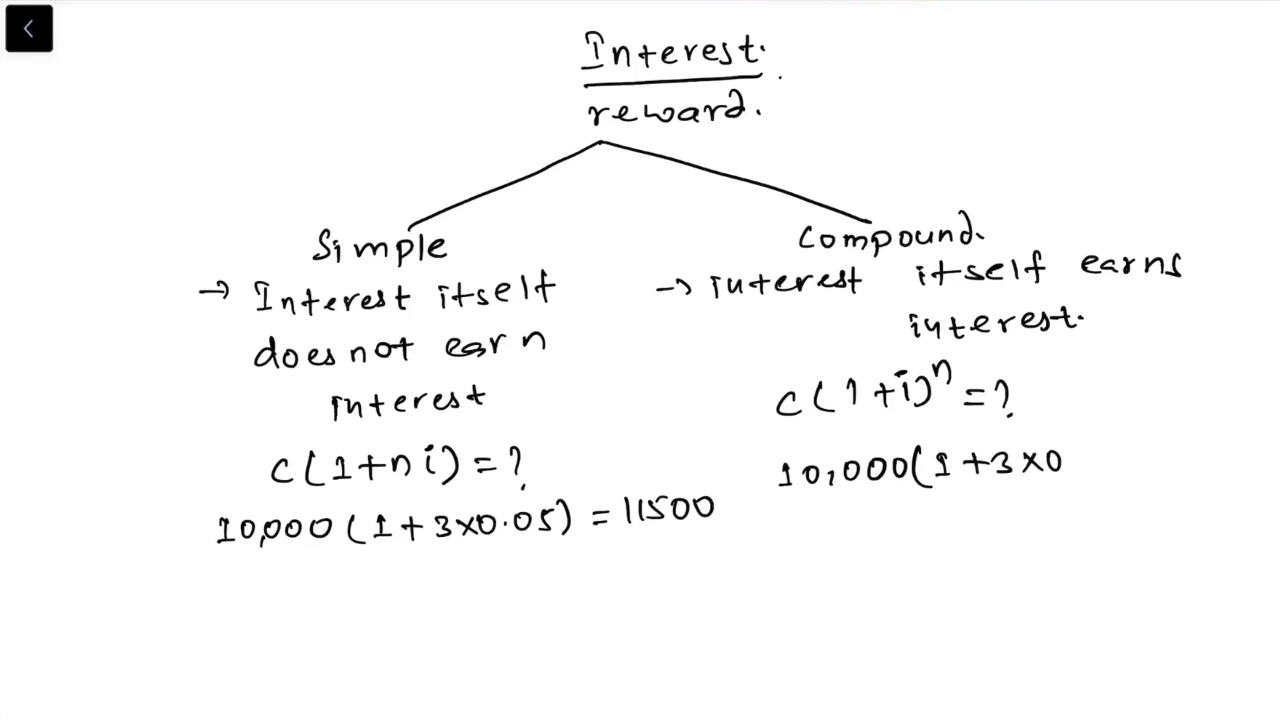 Interest.
reward.
Simple
→ Interest itself
does not earn
interest
c(1+ni) = ?
10,000 (1+ 3×0.05) = 11500
compound.
→ interest itself earns
interest.
c(1+i)ⁿ = ?
10,000(1+3×0